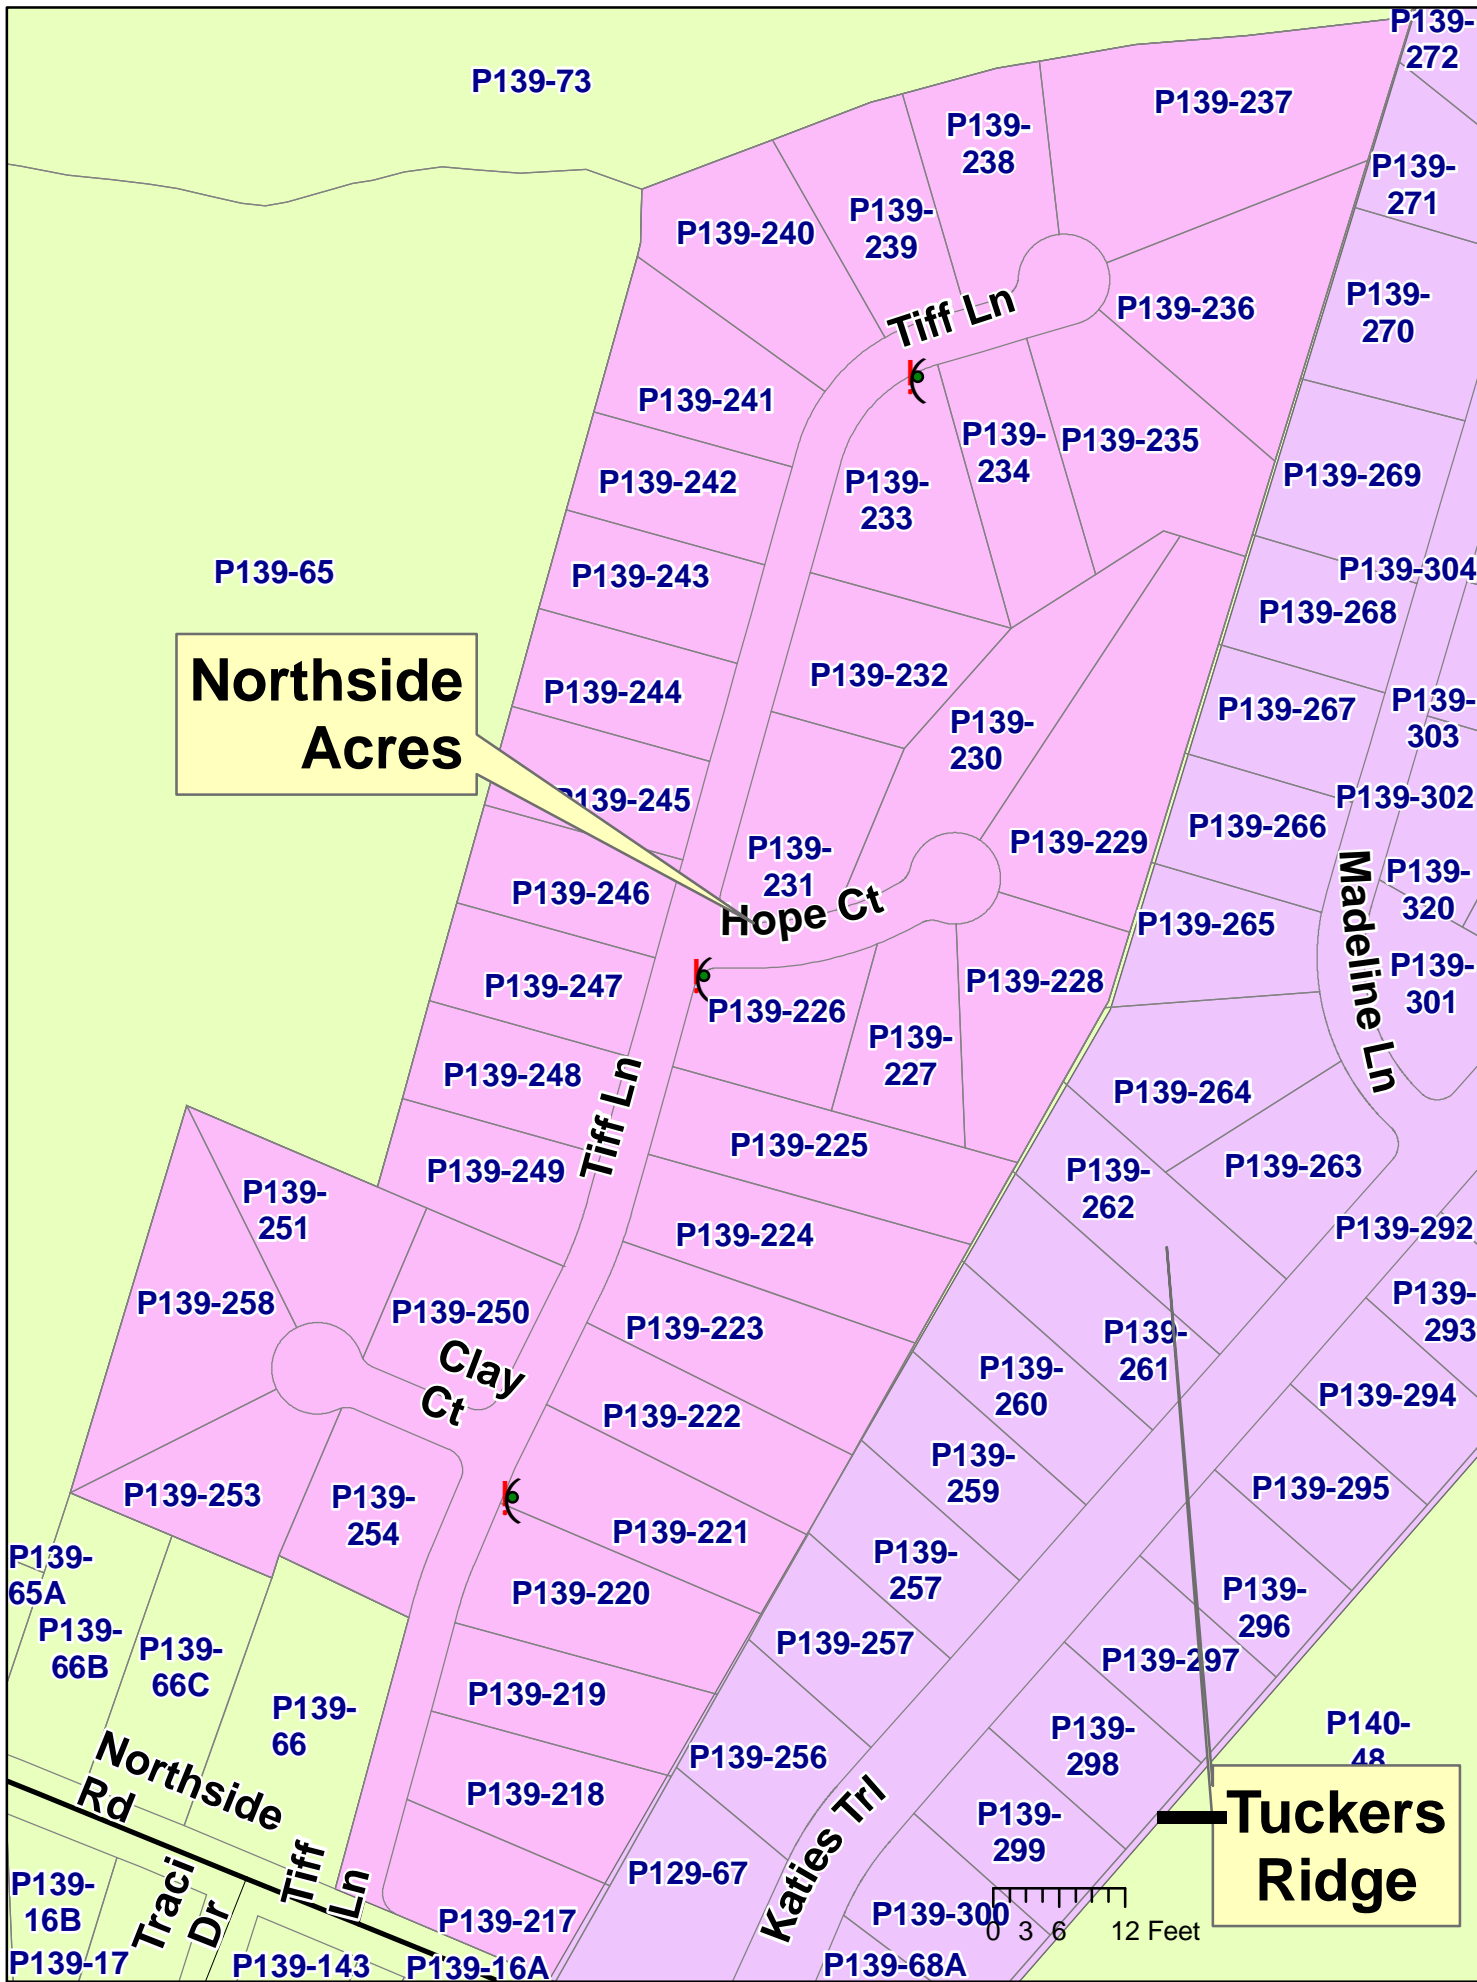 P139-
272
P139-73
P139-237
P139-
238
P139-
271
P139-
239
P139-240
P139-
270
P139-236
Tiff Ln
P139-241
P139-
234
P139-235
P139-269
P139-242
P139-
233
P139-65
P139-243
P139-304
P139-268
Northside
Acres
P139-244
P139-232
P139-267
P139-
303
P139-
230
P139-245
P139-302
P139-266
P139-229
P139-
231
P139-246
Hope Ct
P139-
320
P139-265
Madeline Ln
P139-247
P139-228
P139-
301
P139-226
P139-
227
P139-248
Tiff Ln
P139-264
P139-225
P139-249
P139-263
P139-
262
P139-
251
P139-224
P139-292
P139-258
P139-250
P139-223
P139-
293
P139-
261
Clay
Ct
P139-
260
P139-294
P139-222
P139-
259
P139-295
P139-253
P139-
254
P139-221
P139-
257
P139-
65A
P139-220
P139-
296
P139-
66B
P139-
66C
P139-257
P139-297
P139-219
P139-
66
P139-
298
P140-
48
P139-256
Northside
Rd
P139-218
Katies Trl
P139-
299
Tuckers
Ridge
Tiff
Ln
P129-67
Traci
Dr
P139-
16B
P139-217
P139-300
0 3 6 12 Feet
P139-17
P139-143
P139-16A
P139-68A